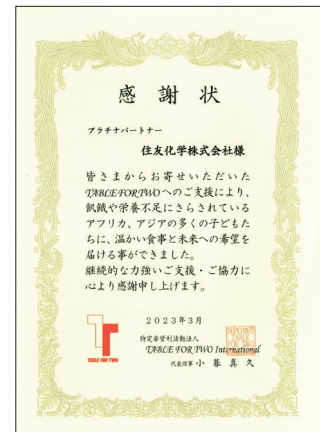 感謝状
プラチナパートナー
住友化学株式会社様
皆さまからお寄せいただいた
TABLE FOR TWOへのご支援により、
飢餓や栄養不足にさらされている
アフリカ、アジアの多くの子どもた
ちに、温かい食事と未来への希望を
届ける事ができました。
継続的な力強いご支援・ご協力に
心より感謝申し上げます。
2023年3月
特定非営利活動法人
TABLE FOR TWO International
代表理事 小暮真久
TABLE FOR TWO